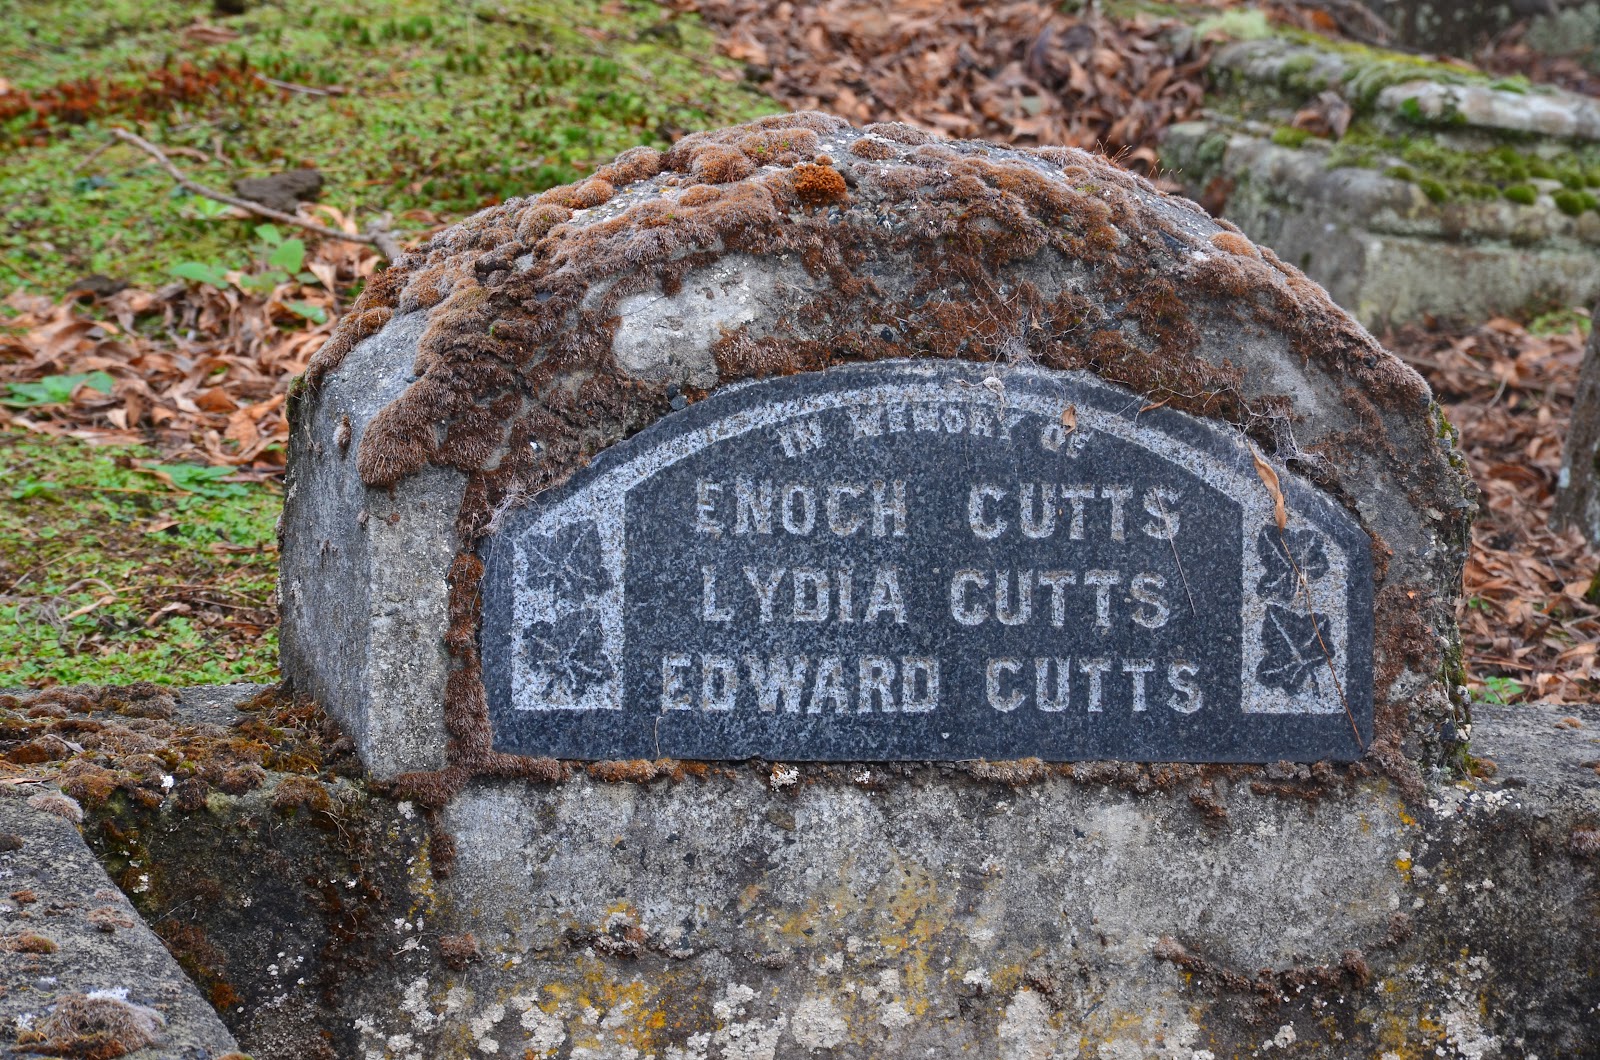 IN MEMORY OF
ENOCH CUTTS
LYDIA CUTTS
EDWARD CUTTS